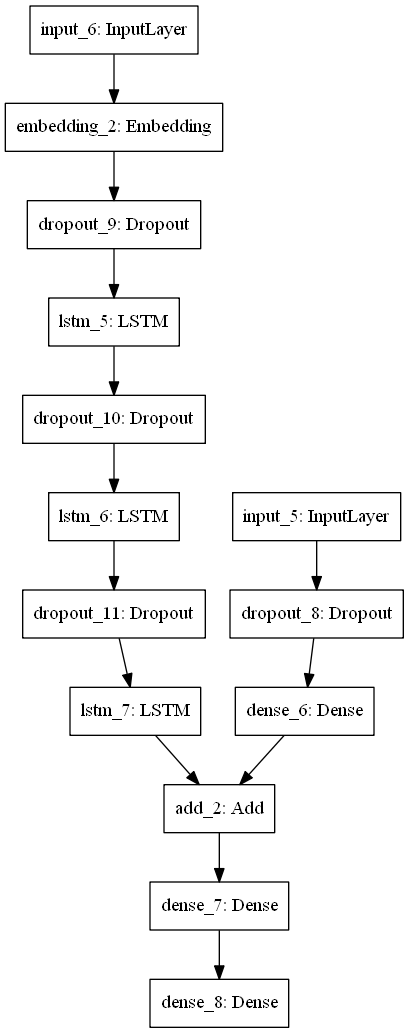 input_6: InputLayer
embedding_2: Embedding
dropout_9: Dropout
lstm_5: LSTM
dropout_10: Dropout
lstm_6: LSTM
input_5: InputLayer
dropout_11: Dropout
dropout_8: Dropout
lstm_7: LSTM
dense_6: Dense
add_2: Add
dense_7: Dense
dense_8: Dense